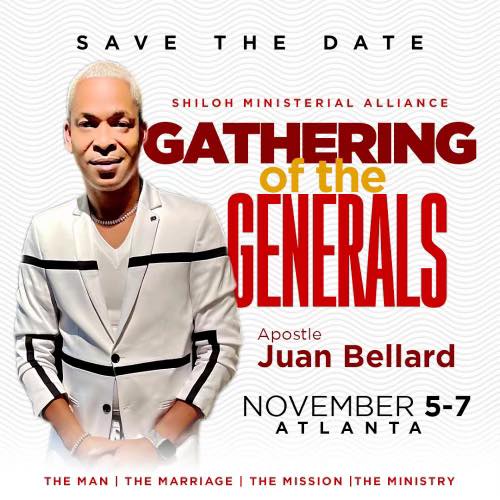 SAVE THE DATE
SHILOH MINISTERIAL ALLIANCE
GATHERING
of the
GENERALS
Apostle
Juan Bellard
NOVEMBER 5-7
ATLANTA
THE MAN | THE MARRIAGE | THE MISSION |THE MINISTRY